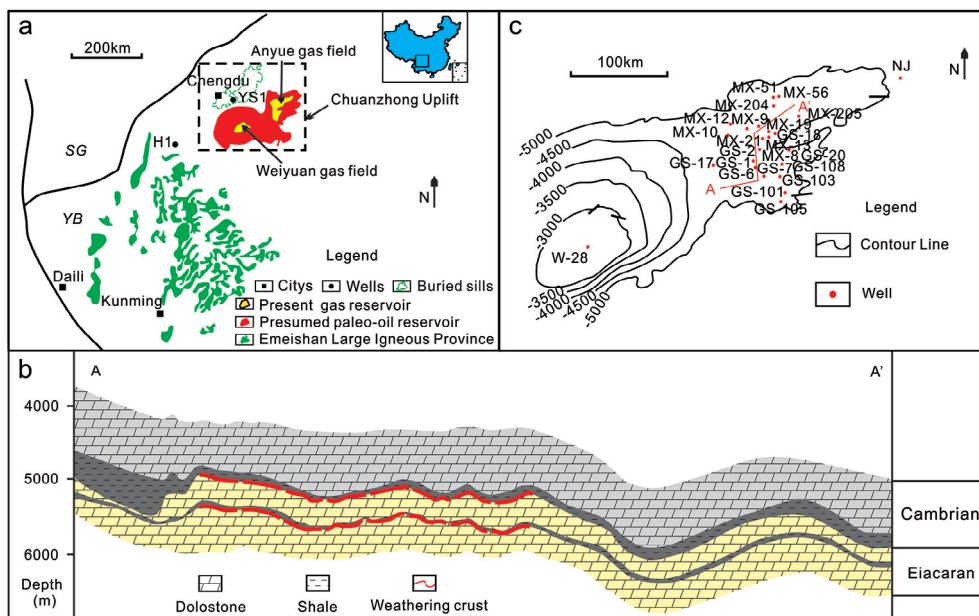 a
200km
Anyue gas field
Chengdu
YS1
Chuanzhong Uplift
H1
Weiyuan gas field
SG
YB
N
Daili
Kunming
Legend
Citys
Wells
Buried sills
Present gas reservoir
Presumed paleo-oil reservoir
Emeishan Large Igneous Province
c
100km
N
NJ
MX-51
MX-56
MX-204
A'
MX-205
MX-12
MX-9
MX-19
MX-10
GS-18
MX-21
MX-13
GS-2
MX-8
GS-20
GS-17
GS-1
GS-7
GS-108
GS-6
GS-103
A
GS-101
GS-105
-5000
-4500
-4000
-3500
-3000
W-28
-3500
-4000
-4500
-5000
Legend
Contour Line
Well
b
A
A'
4000
5000
6000
Depth
(m)
Cambrian
Eiacaran
Dolostone
Shale
Weathering crust